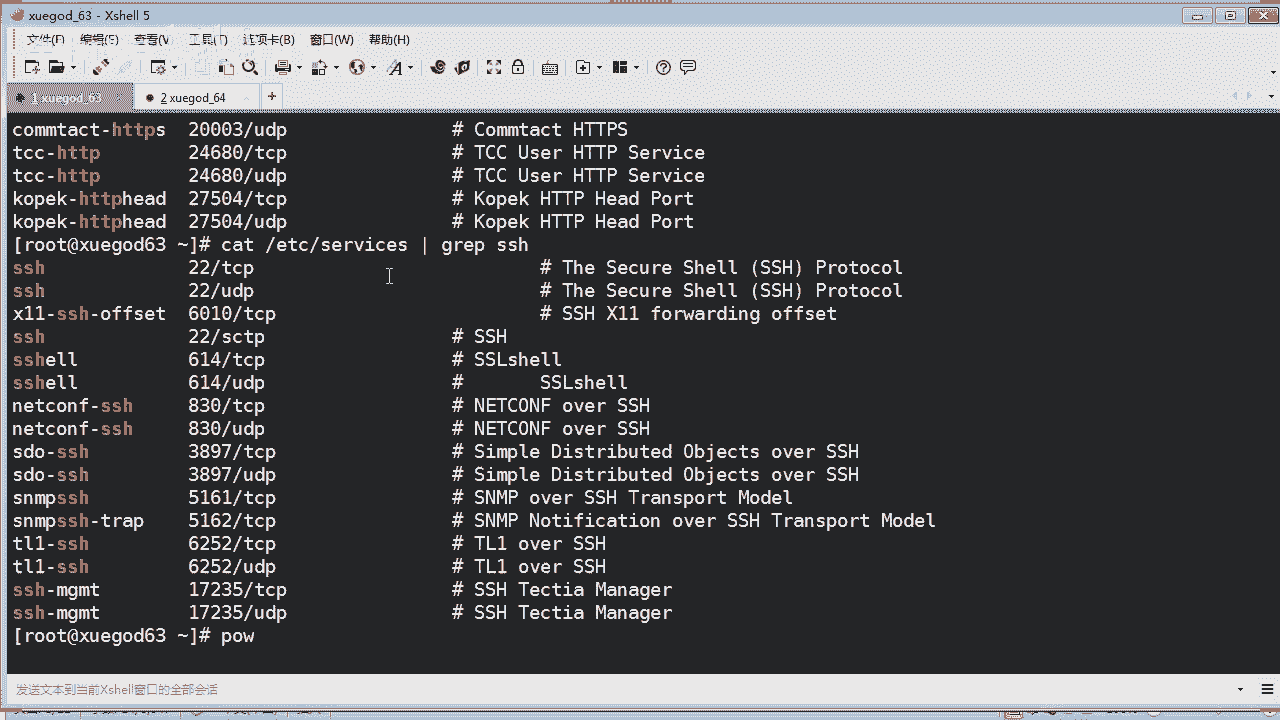 xuegod_63 - Xshell 5
文件(F) 编辑(E) 查看(V) 工具(T) 选项卡(B) 窗口(W) 帮助(H)
1 xuegod_63 2 xuegod_64 +
commtact-https 20003/udp # Commtact HTTPS
tcc-http 24680/tcp # TCC User HTTP Service
tcc-http 24680/udp # TCC User HTTP Service
kopek-httphead 27504/tcp # Kopek HTTP Head Port
kopek-httphead 27504/udp # Kopek HTTP Head Port
[root@xuegod63 ~]# cat /etc/services | grep ssh
ssh 22/tcp # The Secure Shell (SSH) Protocol
ssh 22/udp # The Secure Shell (SSH) Protocol
x11-ssh-offset 6010/tcp # SSH X11 forwarding offset
ssh 22/sctp # SSH
sshell 614/tcp # SSLshell
sshell 614/udp # SSLshell
netconf-ssh 830/tcp # NETCONF over SSH
netconf-ssh 830/udp # NETCONF over SSH
sdo-ssh 3897/tcp # Simple Distributed Objects over SSH
sdo-ssh 3897/udp # Simple Distributed Objects over SSH
snmpssh 5161/tcp # SNMP over SSH Transport Model
snmpssh-trap 5162/tcp # SNMP Notification over SSH Transport Model
tl1-ssh 6252/tcp # TL1 over SSH
tl1-ssh 6252/udp # TL1 over SSH
ssh-mgmt 17235/tcp # SSH Tectia Manager
ssh-mgmt 17235/udp # SSH Tectia Manager
[root@xuegod63 ~]# pow
发送文本到当前Xshell窗口的全部会话